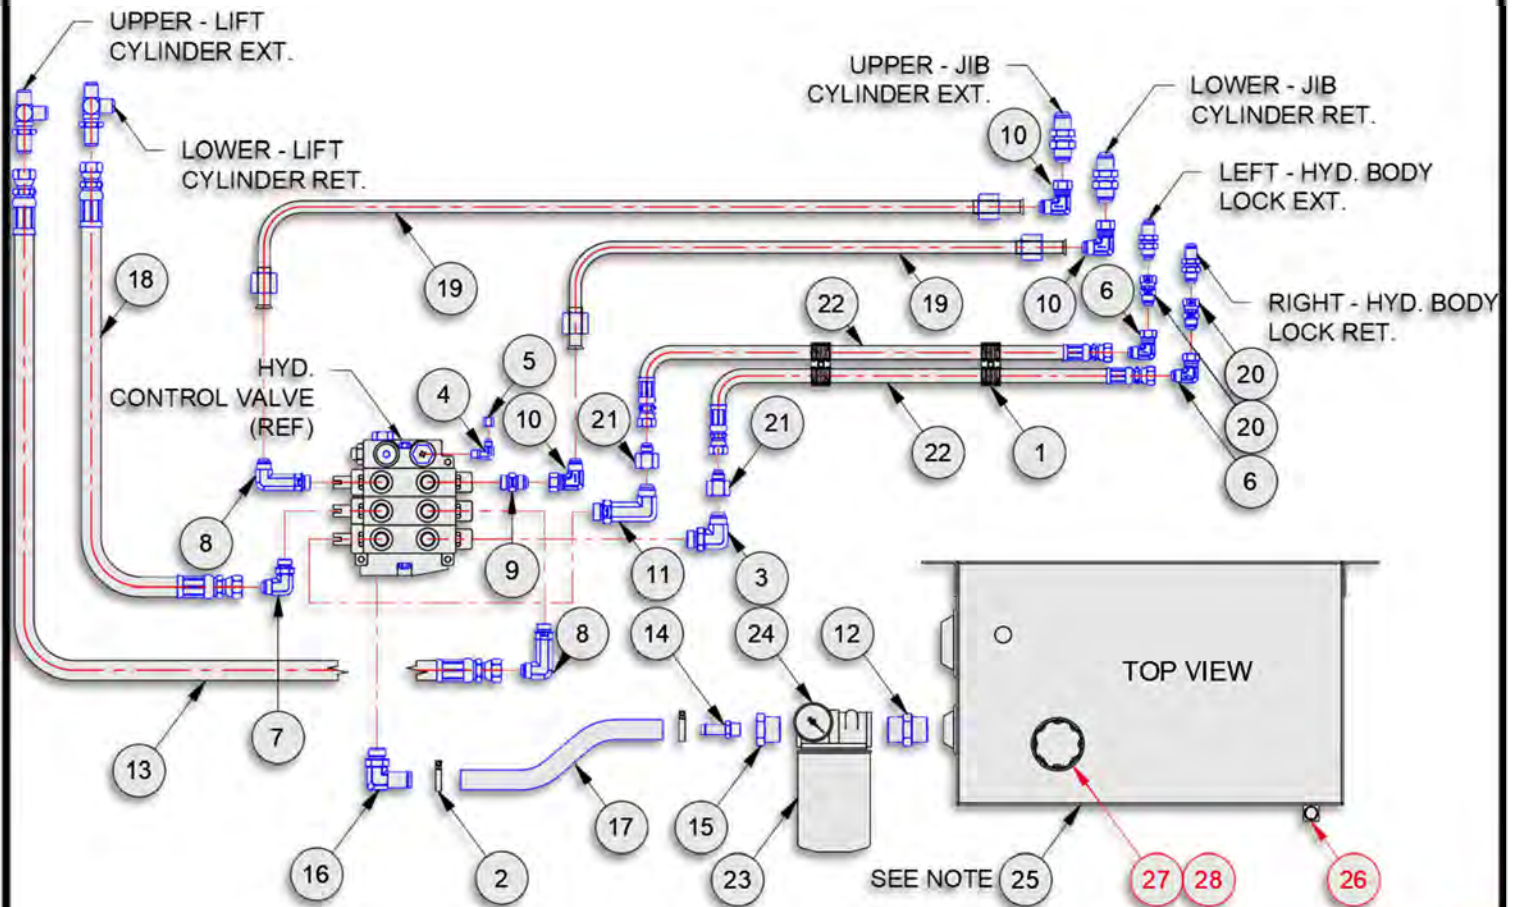 UPPER - LIFT
CYLINDER EXT.
LOWER - LIFT
CYLINDER RET.
UPPER - JIB
CYLINDER EXT.
LOWER - JIB
CYLINDER RET.
LEFT - HYD. BODY
LOCK EXT.
RIGHT - HYD. BODY
LOCK RET.
HYD.
CONTROL VALVE
(REF)
10
18
19
19
10
6
22
5
4
10
21
20
21
22
1
20
6
8
9
11
3
7
8
14
24
12
TOP VIEW
13
16
2
17
15
23
SEE NOTE 25
27
28
26